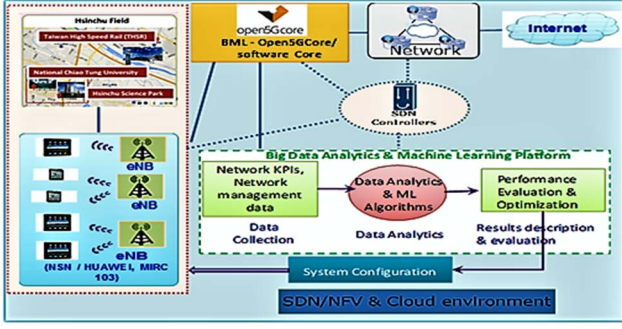 Hsinchu Field
Taiwan High Speed Rail (THSR)
National Chiao Tung University
Hsinchu Science Park
eNB
eNB
eNB
(NSN / HUAWEI, MIRC
103)
open5Gcore
BML - Open5GCore/
software Core
Network
Internet
SDN
Controllers
Big Data Analytics & Machine Learning Platform
Network KPIs,
Network
management
data
Data
Collection
Data Analytics
& ML
Algorithms
Data Analytics
Performance
Evaluation &
Optimization
Results description
& evaluation
System Configuration
SDN/NFV & Cloud environment